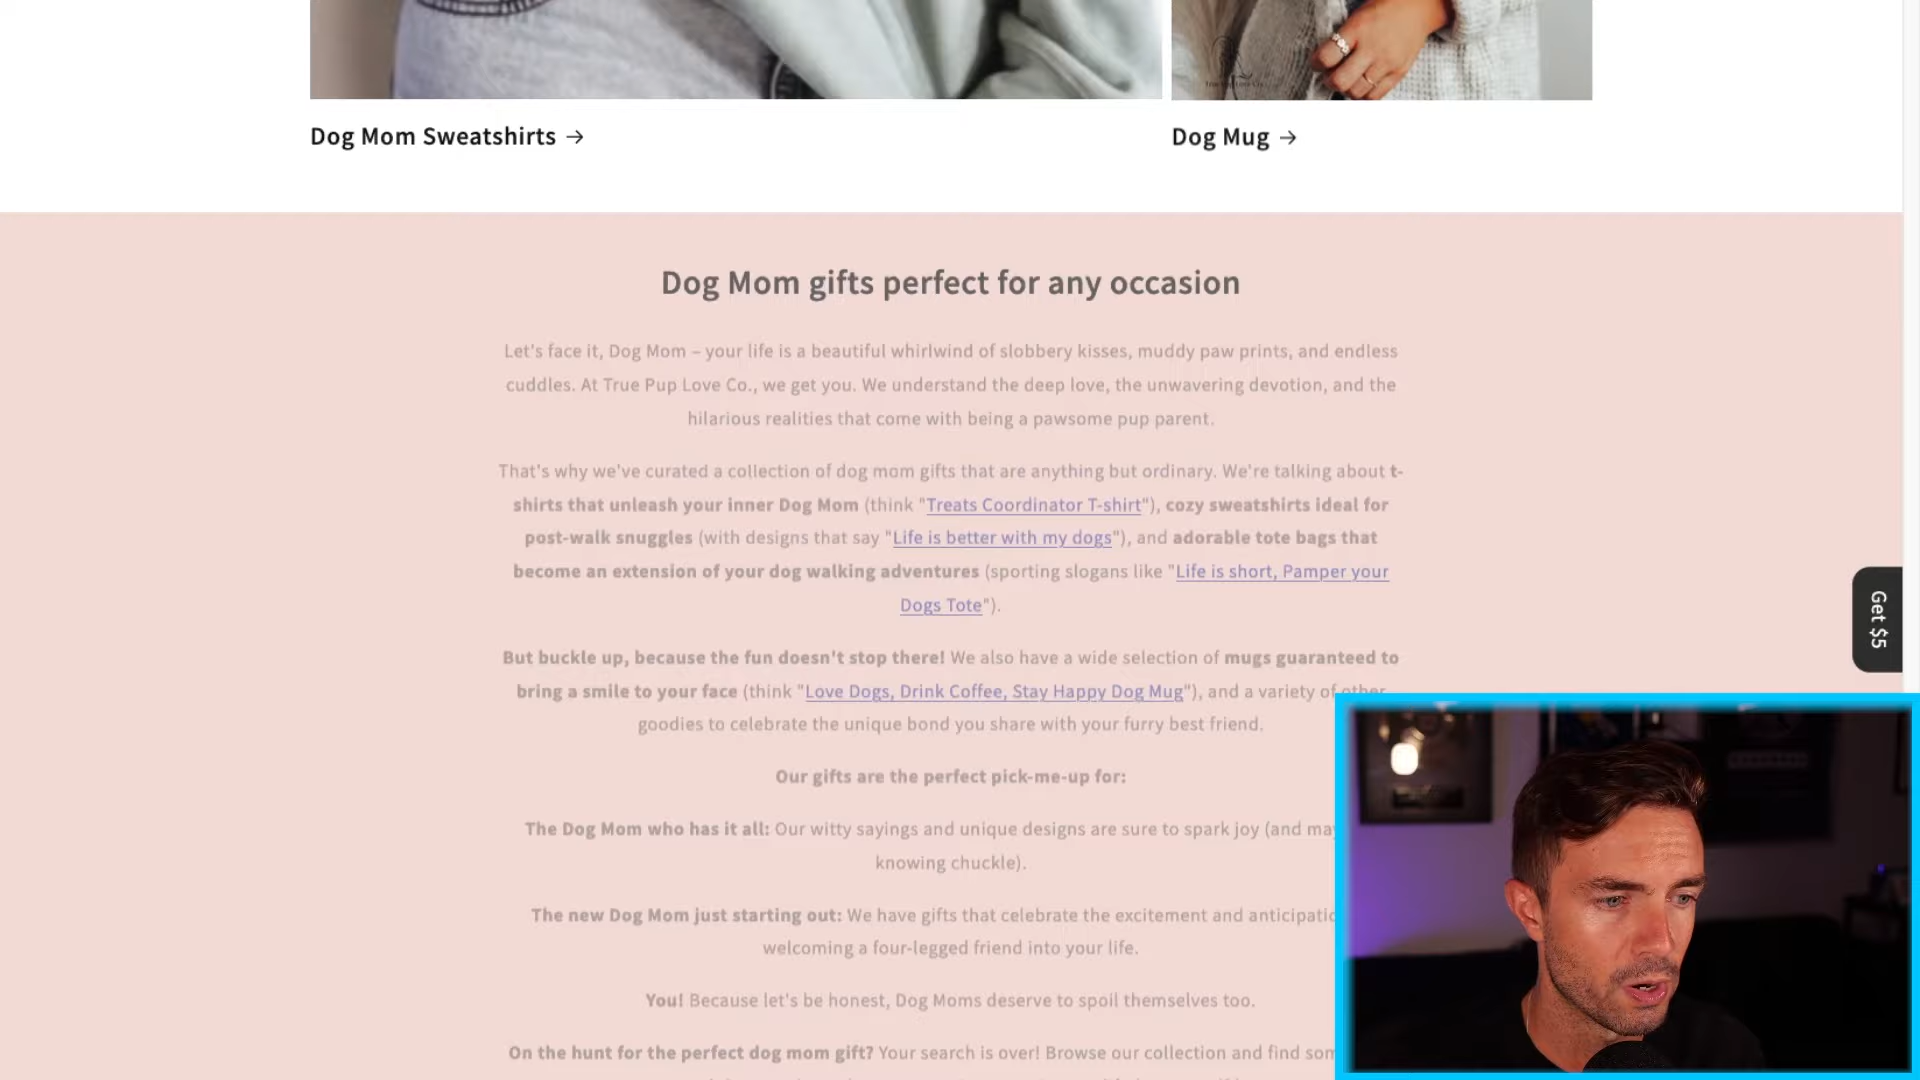 Dog Mom Sweatshirts →
Dog Mug →
Dog Mom gifts perfect for any occasion
Let's face it, Dog Mom – your life is a beautiful whirlwind of slobbery kisses, muddy paw prints, and endless
cuddles. At True Pup Love Co., we get you. We understand the deep love, the unwavering devotion, and the
hilarious realities that come with being a pawsome pup parent.
That's why we've curated a collection of dog mom gifts that are anything but ordinary. We're talking about t-
shirts that unleash your inner Dog Mom (think "Treats Coordinator T-shirt"), cozy sweatshirts ideal for
post-walk snuggles (with designs that say "Life is better with my dogs"), and adorable tote bags that
become an extension of your dog walking adventures (sporting slogans like "Life is short, Pamper your
Dogs Tote").
Get $5
But buckle up, because the fun doesn't stop there! We also have a wide selection of mugs guaranteed to
bring a smile to your face (think "Love Dogs, Drink Coffee, Stay Happy Dog Mug"), and a variety of other
goodies to celebrate the unique bond you share with your furry best friend.
Our gifts are the perfect pick-me-up for:
The Dog Mom who has it all: Our witty sayings and unique designs are sure to spark joy (and
knowing chuckle).
The new Dog Mom just starting out: We have gifts that celebrate the excitement and
welcoming a four-legged friend into your life.
You! Because let's be honest, Dog Moms deserve to spoil themselves too.
On the hunt for the perfect dog mom gift? Your search is over! Browse our collection and find